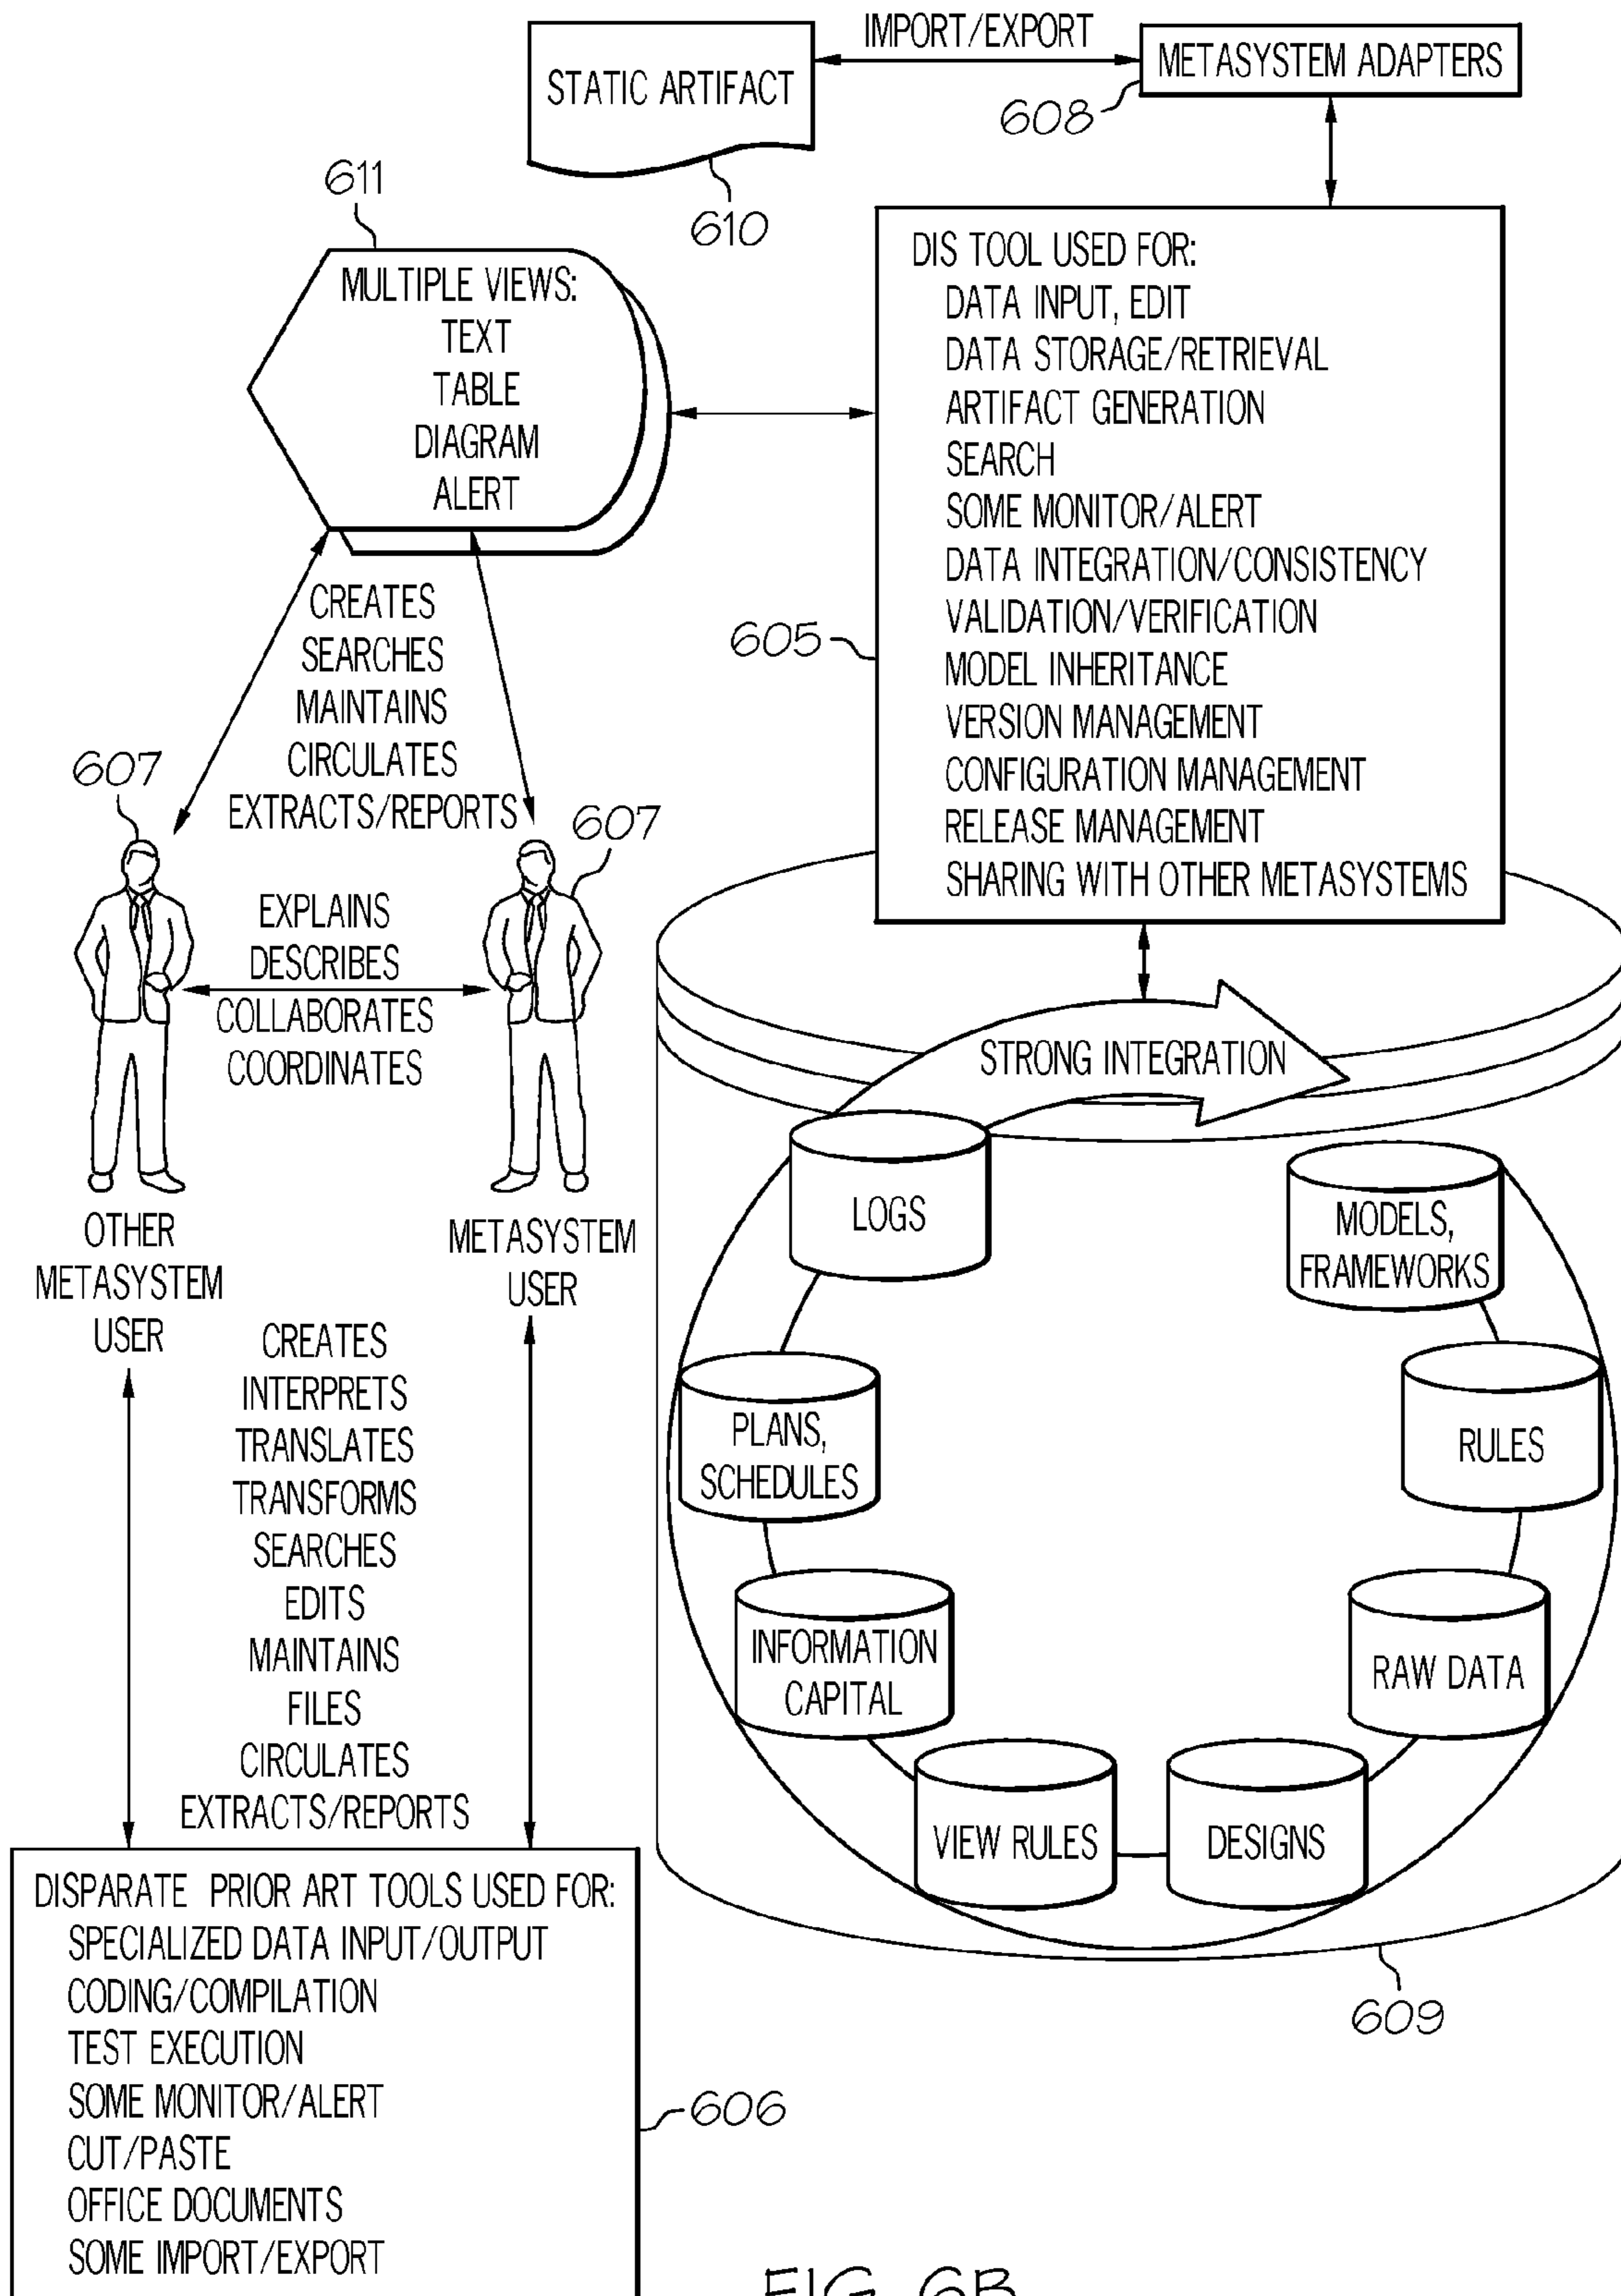 IMPORT/EXPORT
STATIC ARTIFACT
METASYSTEM ADAPTERS
608
610
611
MULTIPLE VIEWS:
TEXT
TABLE
DIAGRAM
ALERT
DIS TOOL USED FOR:
DATA INPUT, EDIT
DATA STORAGE/RETRIEVAL
ARTIFACT GENERATION
SEARCH
SOME MONITOR/ALERT
DATA INTEGRATION/CONSISTENCY
VALIDATION/VERIFICATION
MODEL INHERITANCE
VERSION MANAGEMENT
CONFIGURATION MANAGEMENT
RELEASE MANAGEMENT
SHARING WITH OTHER METASYSTEMS
605
CREATES
SEARCHES
MAINTAINS
CIRCULATES
EXTRACTS/REPORTS
607
607
EXPLAINS
DESCRIBES
COLLABORATES
COORDINATES
OTHER
METASYSTEM
USER
METASYSTEM
USER
STRONG INTEGRATION
LOGS
MODELS,
FRAMEWORKS
PLANS,
SCHEDULES
RULES
INFORMATION
CAPITAL
RAW DATA
VIEW RULES
DESIGNS
609
CREATES
INTERPRETS
TRANSLATES
TRANSFORMS
SEARCHES
EDITS
MAINTAINS
FILES
CIRCULATES
EXTRACTS/REPORTS
DISPARATE PRIOR ART TOOLS USED FOR:
SPECIALIZED DATA INPUT/OUTPUT
CODING/COMPILATION
TEST EXECUTION
SOME MONITOR/ALERT
CUT/PASTE
OFFICE DOCUMENTS
SOME IMPORT/EXPORT
606
FIG. 6B